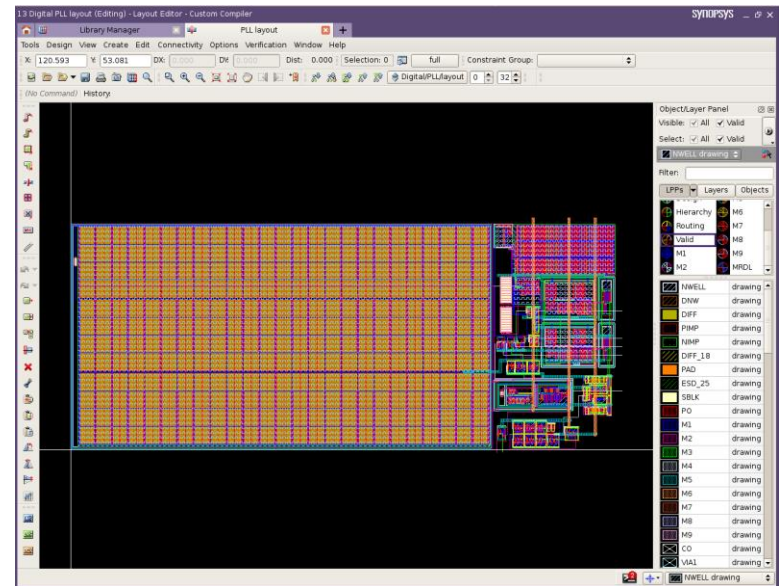 13 Digital PLL layout (Editing) - Layout Editor - Custom Compiler
SYNOPSYS
Library Manager
PLL layout
Tools Design View Create Edit Connectivity Options Verification Window Help
X: 120.593 Y: 53.081 DX: 0.000 DY: 0.000 Dist: 0.000 Selection: 0 full Constraint Group:
Digital/PLL/layout 0 32
(No Command) History:
Object/Layer Panel
Visible: All Valid
Select: All Valid
NWELL drawing
Filter:
LPPs Layers Objects
Hierarchy M6
Routing M7
Valid M8
M1 M9
M2 MRDL
NWELL drawing
DNW drawing
DIFF drawing
PIMP drawing
NIMP drawing
DIFF_18 drawing
PAD drawing
ESD_25 drawing
SBLK drawing
PO drawing
M1 drawing
M2 drawing
M3 drawing
M4 drawing
M5 drawing
M6 drawing
M7 drawing
M8 drawing
M9 drawing
CO drawing
VIA1 drawing
NWELL drawing